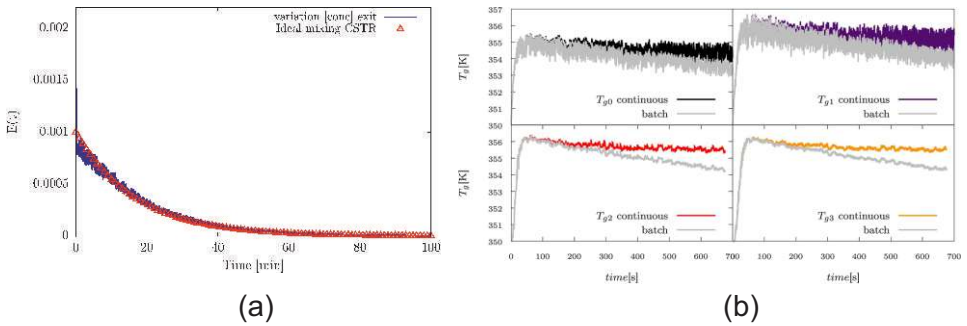 variation [conc] exit
Ideal mixing CSTR
E(τ)
0.002
0.0015
0.001
0.0005
0
0 20 40 60 80 100
Time [min]
(a)
T_g[K]
357
356
355
354
353
352
351
350
T_g0 continuous
batch
T_g1 continuous
batch
T_g[K]
356
355
354
353
352
351
350
T_g2 continuous
batch
T_g3 continuous
batch
0 100 200 300 400 500 600 700 100 200 300 400 500 600 700
time[s] time[s]
(b)